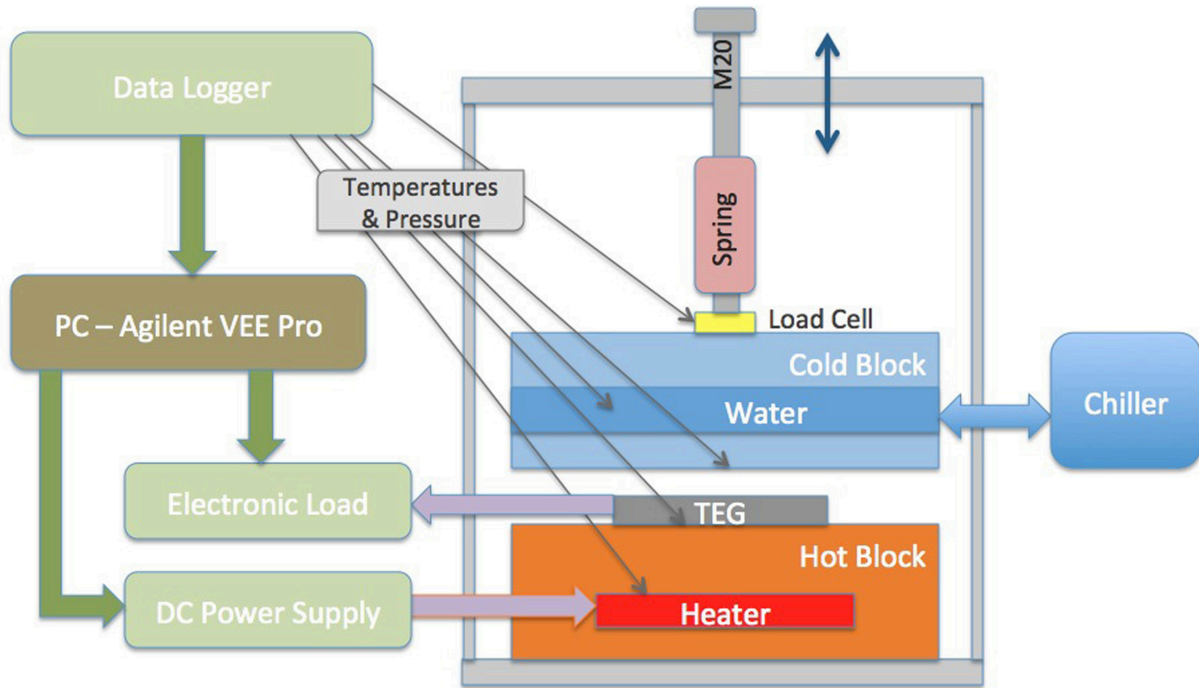 Data Logger
M20
Temperatures
& Pressure
Spring
PC – Agilent VEE Pro
Load Cell
Cold Block
Water
Chiller
Electronic Load
TEG
Hot Block
DC Power Supply
Heater